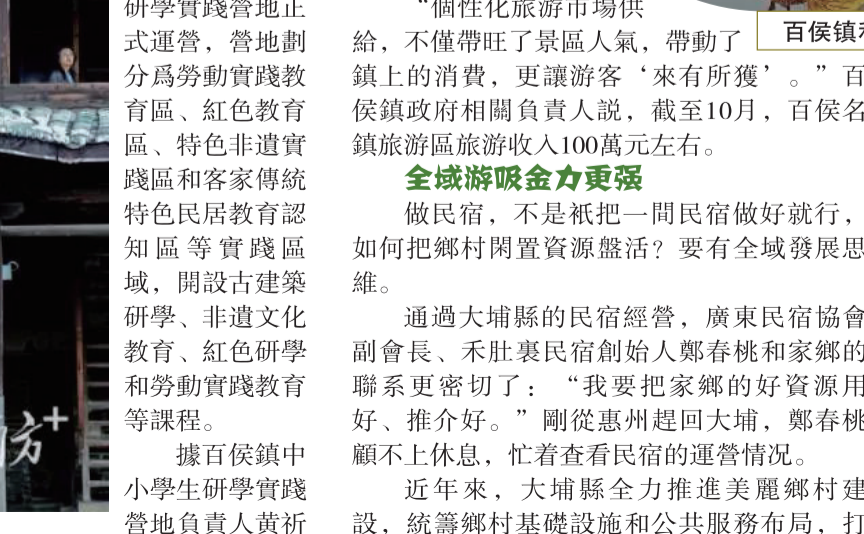 研學實踐營地正
式運營，營地劃
分爲勞動實踐教
育區、紅色教育
區、特色非遺實
踐區和客家傳統
特色民居教育認
知區等實踐區
域，開設古建築
研學、非遺文化
教育、紅色研學
和勞動實踐教育
等課程。
據百侯鎮中
小學生研學實踐
營地負責人黄祈
“個性化旅游市場供
給，不僅帶旺了景區人氣，帶動了
鎮上的消費，更讓游客‘來有所獲’。”百
侯鎮政府相關負責人説，截至10月，百侯名
鎮旅游區旅游收入100萬元左右。
全域游吸金力更强
做民宿，不是衹把一間民宿做好就行，
如何把鄉村閑置資源盤活？要有全域發展思
維。
通過大埔縣的民宿經營，廣東民宿協會
副會長、禾肚裏民宿創始人鄭春桃和家鄉的
聯系更密切了：“我要把家鄉的好資源用
好、推介好。”剛從惠州趕回大埔，鄭春桃
顧不上休息，忙着查看民宿的運營情况。
近年來，大埔縣全力推進美麗鄉村建
設，統籌鄉村基礎設施和公共服務布局，打
百侯镇
方+